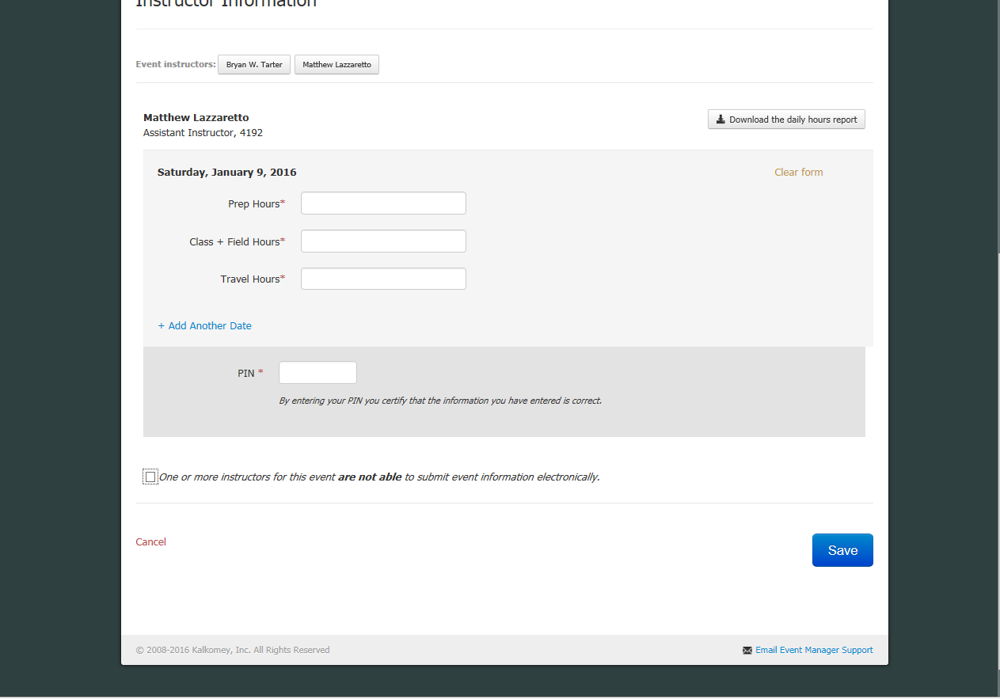 Instructor Information
Event instructors: Bryan W. Tarter Matthew Lazzaretto
Matthew Lazzaretto
Download the daily hours report
Assistant Instructor, 4192
Saturday, January 9, 2016
Clear form
Prep Hours*
Class + Field Hours*
Travel Hours*
+ Add Another Date
PIN *
By entering your PIN you certify that the information you have entered is correct.
One or more instructors for this event are not able to submit event information electronically.
Cancel
Save
© 2008-2016 Kalkomey, Inc. All Rights Reserved
Email Event Manager Support